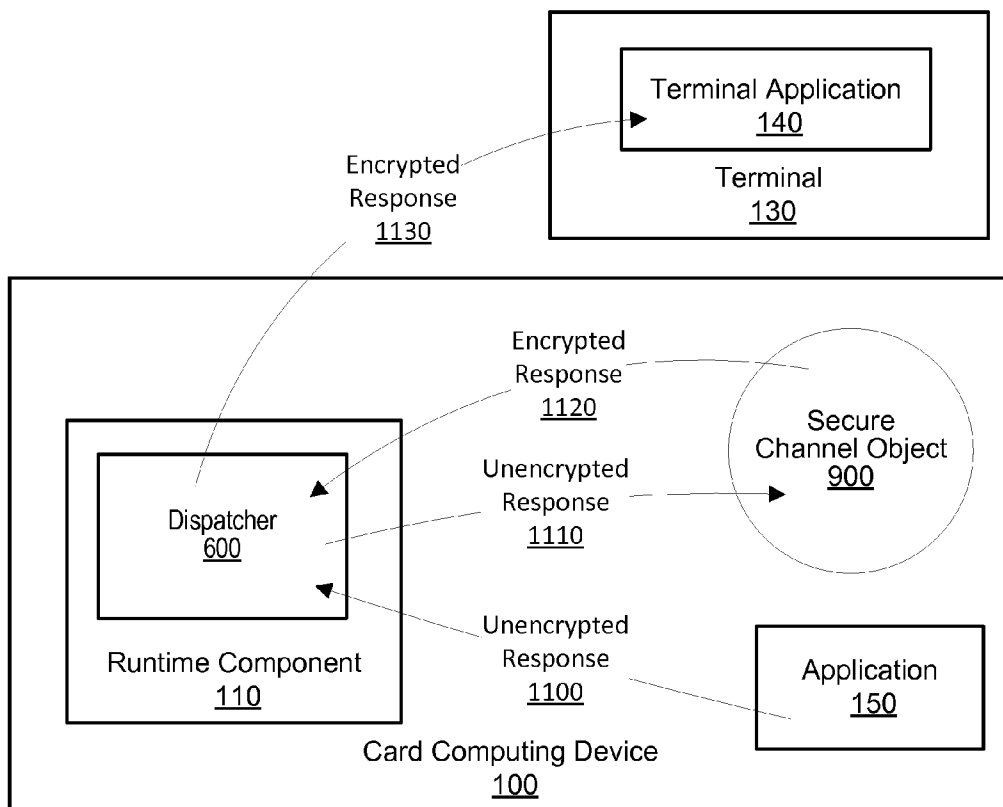 Terminal Application
140
Terminal
130
Encrypted
Response
1130
Encrypted
Response
1120
Secure
Channel Object
900
Unencrypted
Response
1110
Dispatcher
600
Unencrypted
Response
1100
Runtime Component
110
Application
150
Card Computing Device
100